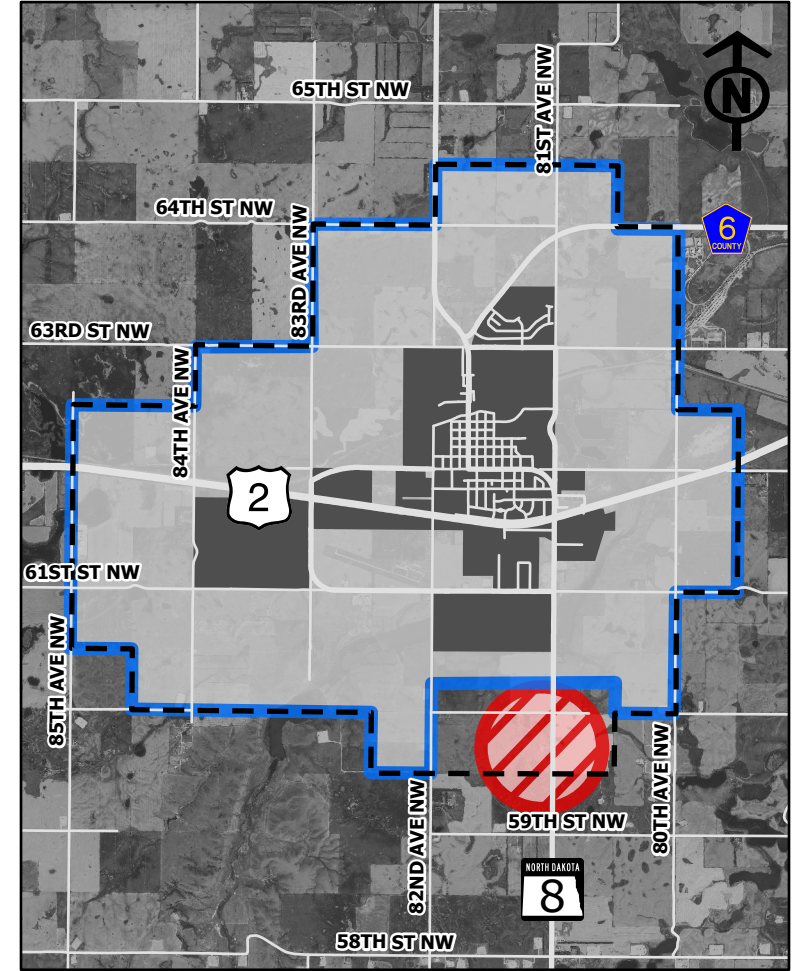 65TH ST NW
81ST AVE NW
N
64TH ST NW
83RD AVE NW
6
COUNTY
63RD ST NW
84TH AVE NW
2
61ST ST NW
85TH AVE NW
80TH AVE NW
82ND AVE NW
59TH ST NW
NORTH DAKOTA
8
58TH ST NW